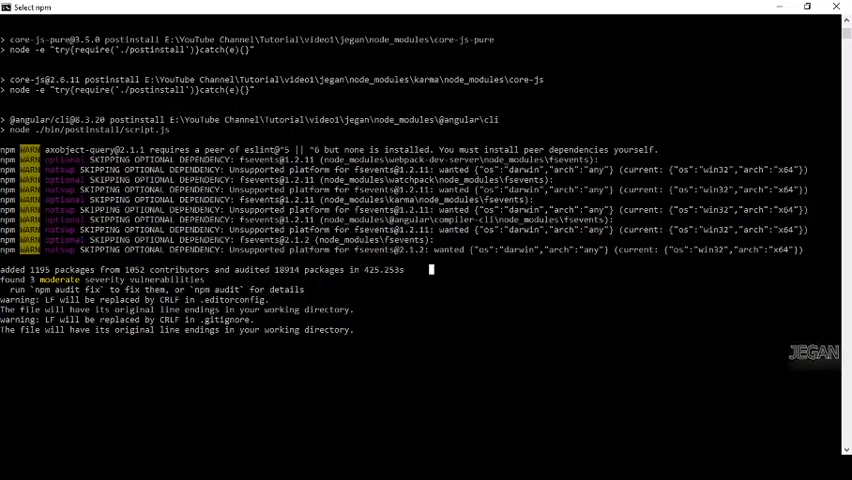 Select npm
> core-js-pure@3.5.0 postinstall E:\YouTube Channel\Tutorial\video1\jegan\node_modules\core-js-pure
> node -e "try{require('./postinstall')}catch(e){}"
> core-js@2.6.11 postinstall E:\YouTube Channel\Tutorial\video1\jegan\node_modules\karma\node_modules\core-js
> node -e "try{require('./postinstall')}catch(e){}"
> @angular/cli@8.3.20 postinstall E:\YouTube Channel\Tutorial\video1\jegan\node_modules\@angular\cli
> node ./bin/postinstall/script.js
npm WARN axobject-query@2.1.1 requires a peer of eslint@^5 || ^6 but none is installed. You must install peer dependencies yourself.
npm WARN optional SKIPPING OPTIONAL DEPENDENCY: fsevents@1.2.11 (node_modules\webpack-dev-server\node_modules\fsevents):
npm WARN notsup SKIPPING OPTIONAL DEPENDENCY: Unsupported platform for fsevents@1.2.11: wanted {"os":"darwin","arch":"any"} (current: {"os":"win32","arch":"x64"})
npm WARN optional SKIPPING OPTIONAL DEPENDENCY: fsevents@1.2.11 (node_modules\watchpack\node_modules\fsevents):
npm WARN notsup SKIPPING OPTIONAL DEPENDENCY: Unsupported platform for fsevents@1.2.11: wanted {"os":"darwin","arch":"any"} (current: {"os":"win32","arch":"x64"})
npm WARN optional SKIPPING OPTIONAL DEPENDENCY: fsevents@1.2.11 (node_modules\karma\node_modules\fsevents):
npm WARN notsup SKIPPING OPTIONAL DEPENDENCY: Unsupported platform for fsevents@1.2.11: wanted {"os":"darwin","arch":"any"} (current: {"os":"win32","arch":"x64"})
npm WARN optional SKIPPING OPTIONAL DEPENDENCY: fsevents@1.2.11 (node_modules\@angular\compiler-cli\node_modules\fsevents):
npm WARN notsup SKIPPING OPTIONAL DEPENDENCY: Unsupported platform for fsevents@1.2.11: wanted {"os":"darwin","arch":"any"} (current: {"os":"win32","arch":"x64"})
npm WARN optional SKIPPING OPTIONAL DEPENDENCY: fsevents@2.1.2 (node_modules\fsevents):
npm WARN notsup SKIPPING OPTIONAL DEPENDENCY: Unsupported platform for fsevents@2.1.2: wanted {"os":"darwin","arch":"any"} (current: {"os":"win32","arch":"x64"})
added 1195 packages from 1052 contributors and audited 18914 packages in 425.253s
found 3 moderate severity vulnerabilities
run `npm audit fix` to fix them, or `npm audit` for details
warning: LF will be replaced by CRLF in .editorconfig.
The file will have its original line endings in your working directory.
warning: LF will be replaced by CRLF in .gitignore.
The file will have its original line endings in your working directory.
JEGAN